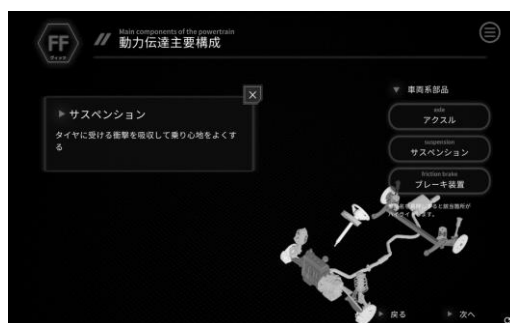 FF
Main components of the powertrain
動力伝達主要構成
サスペンション
タイヤに受ける衝撃を吸収して乗り心地をよくす
る
車両系部品
axle
アクスル
suspension
サスペンション
friction brake
ブレーキ装置
戻る
次へ